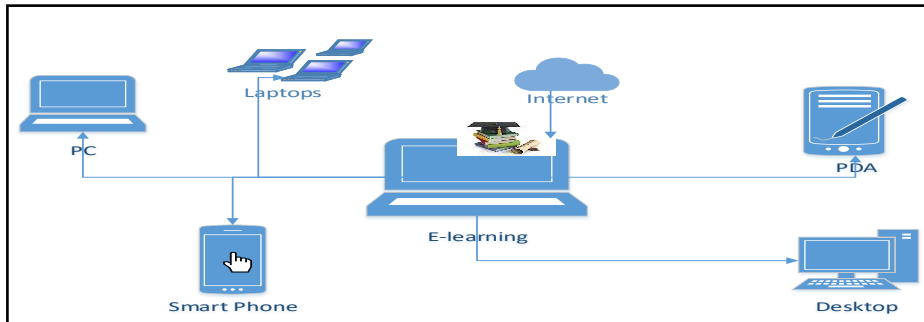 Laptops
Internet
PC
PDA
E-learning
Smart Phone
Desktop